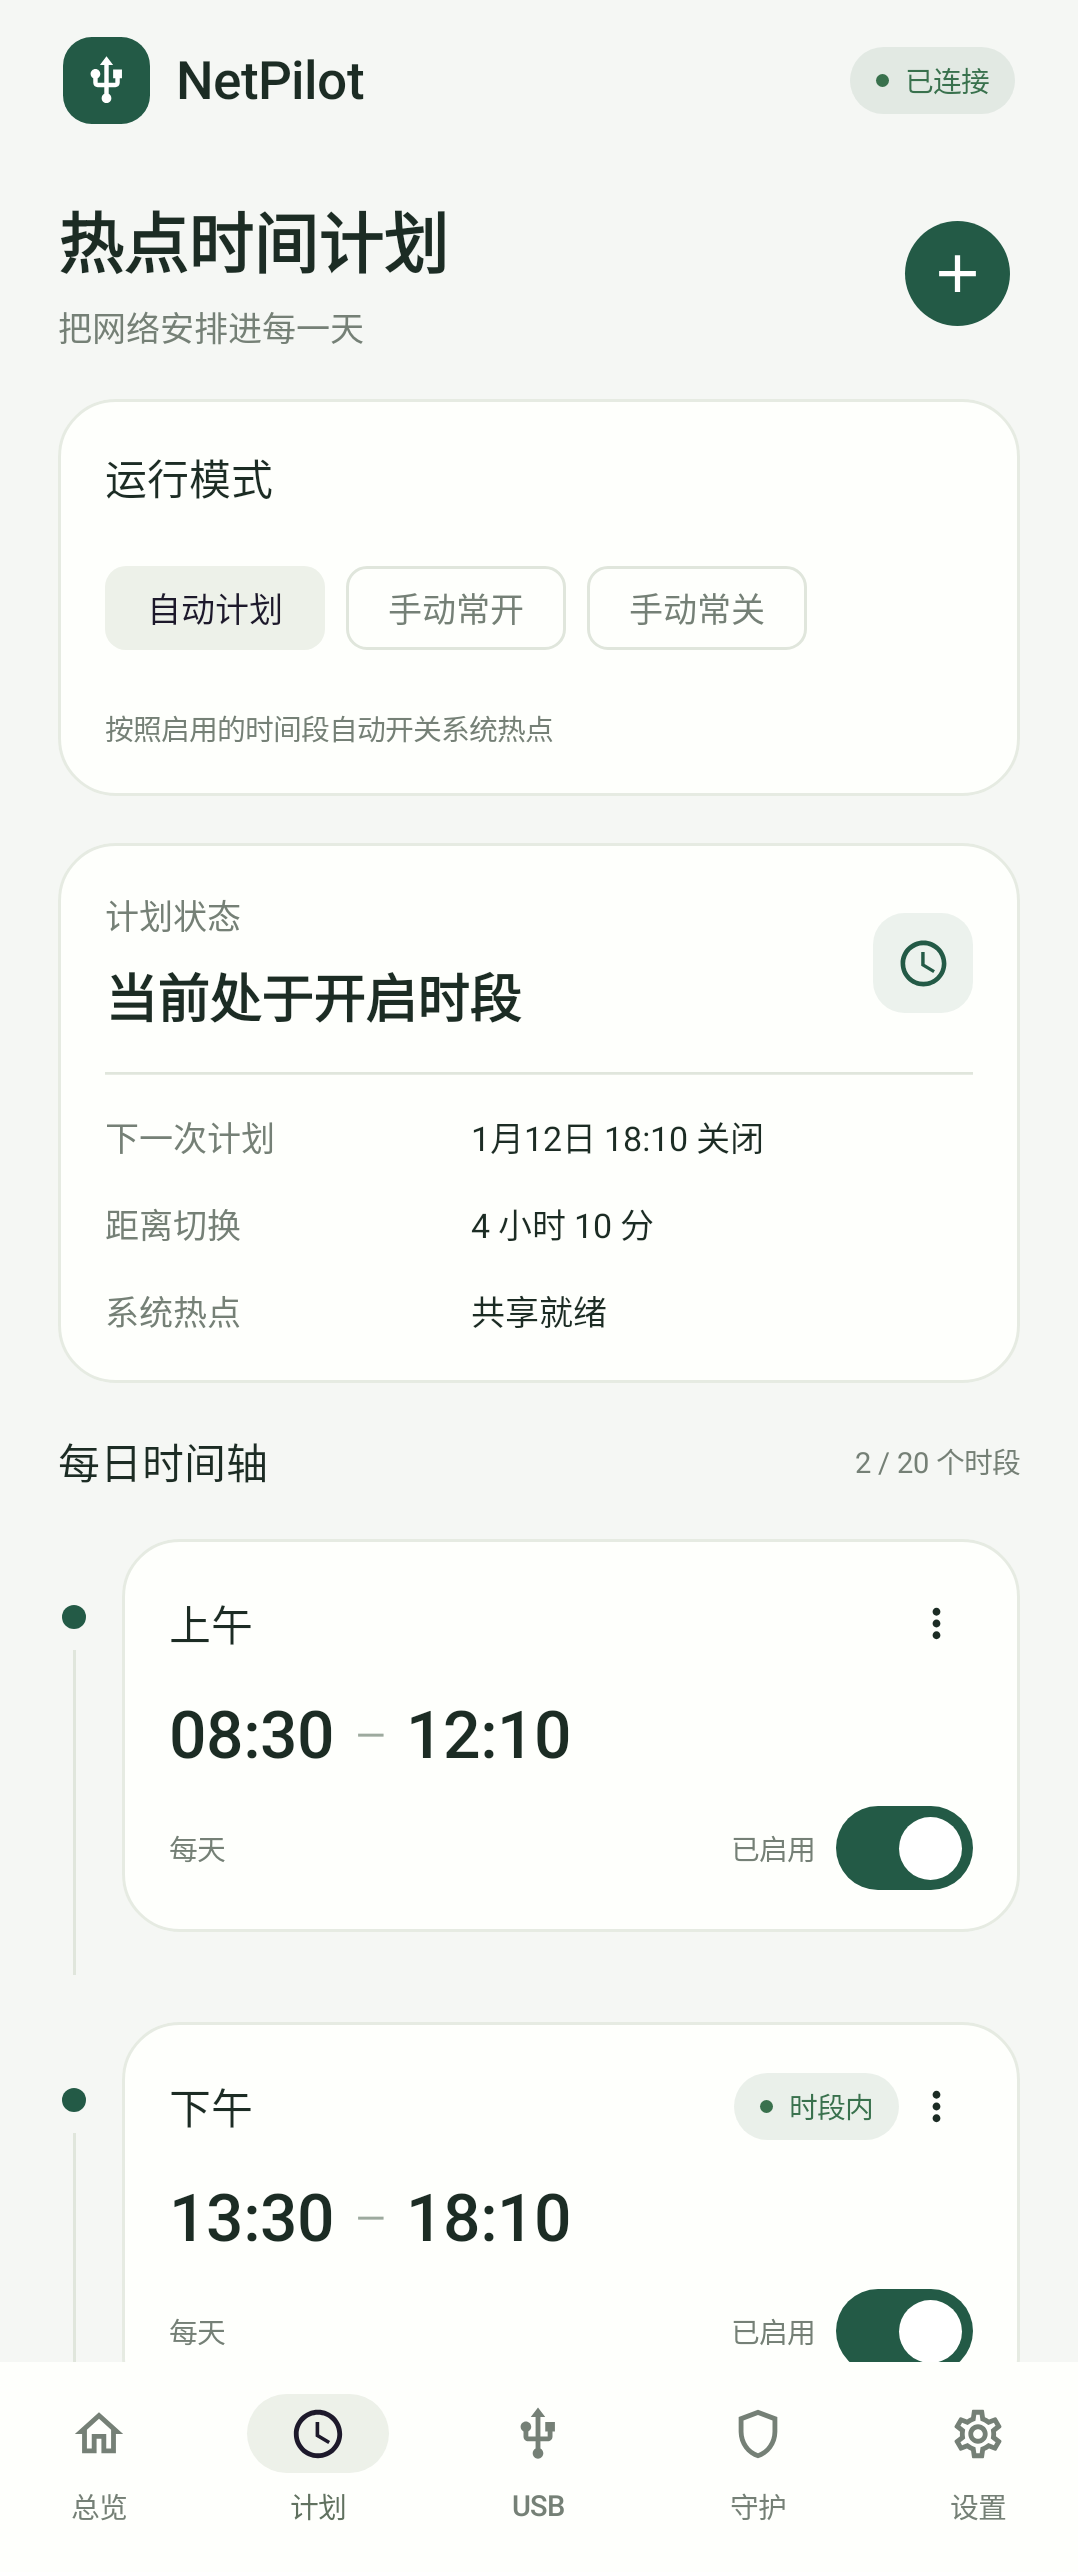 NetPilot
已连接
热点时间计划
把网络安排进每一天
运行模式
自动计划
手动常开
手动常关
按照启用的时间段自动开关系统热点
计划状态
当前处于开启时段
下一次计划 1月12日 18:10 关闭
距离切换 4 小时 10 分
系统热点 共享就绪
每日时间轴
2 / 20 个时段
上午
08:30 – 12:10
每天
已启用
下午
时段内
13:30 – 18:10
每天
已启用
总览
计划
USB
守护
设置